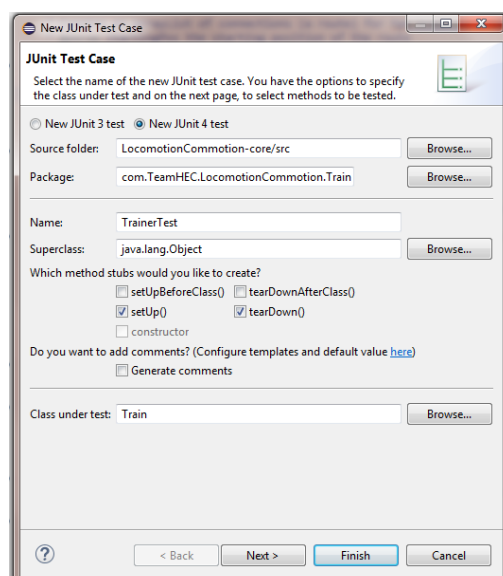 New JUnit Test Case
JUnit Test Case
Select the name of the new JUnit test case. You have the options to specify
the class under test and on the next page, to select methods to be tested.
New JUnit 3 test New JUnit 4 test
Source folder: LocomotionCommotion-core/src Browse...
Package: com.TeamHEC.LocomotionCommotion.Train Browse...
Name: TrainerTest
Superclass: java.lang.Object Browse...
Which method stubs would you like to create?
setUpBeforeClass() tearDownAfterClass()
setUp() tearDown()
constructor
Do you want to add comments? (Configure templates and default value here)
Generate comments
Class under test: Train Browse...
? < Back Next > Finish Cancel